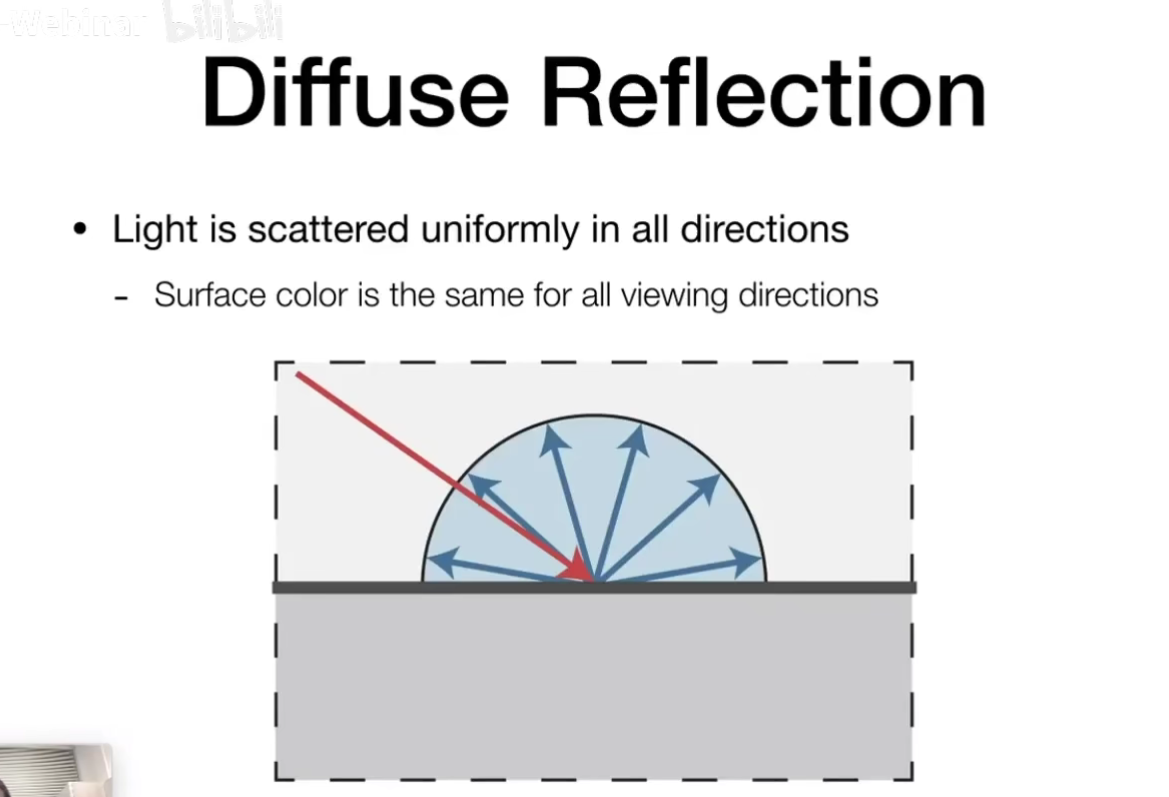 -Webinar bilibili
Diffuse Reflection
• Light is scattered uniformly in all directions
- Surface color is the same for all viewing directions